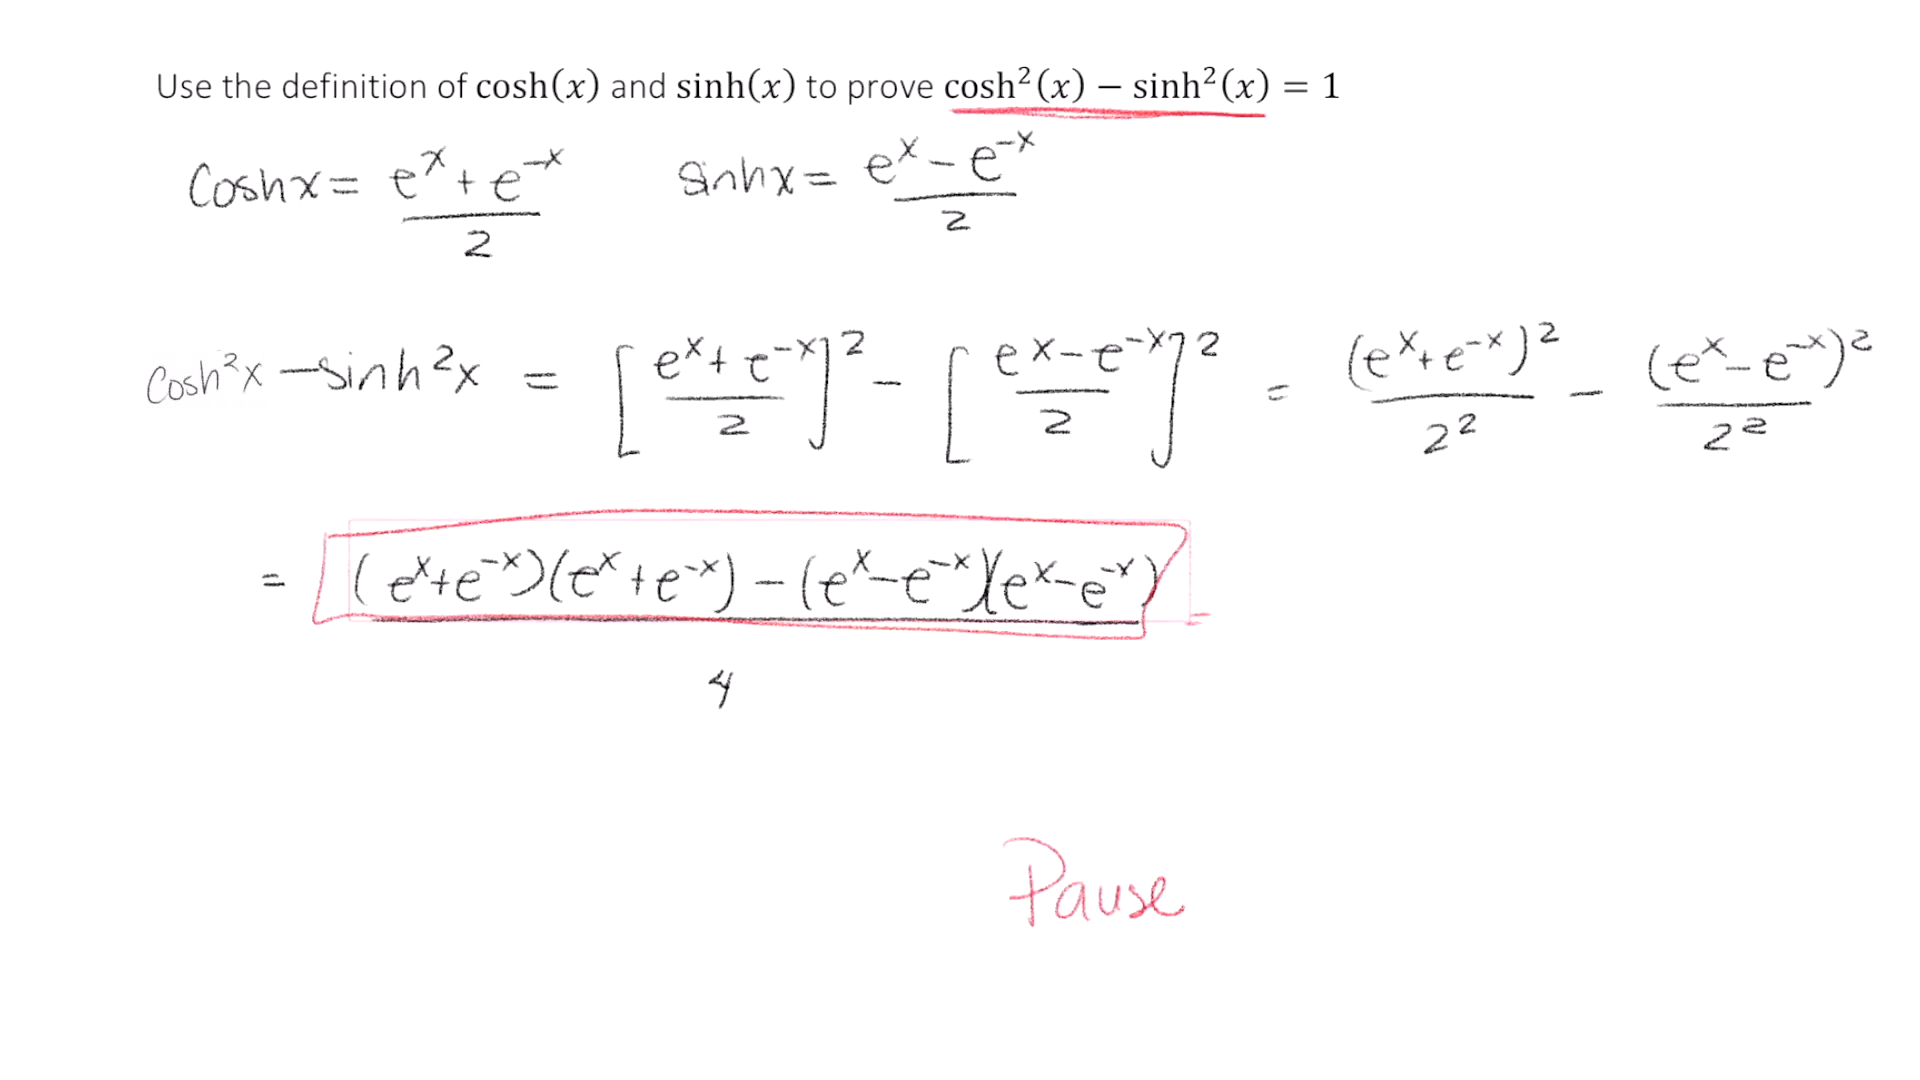 Use the definition of cosh(x) and sinh(x) to prove cosh²(x) − sinh²(x) = 1
Coshx = (e^x + e^-x)/2    Sinhx = (e^x − e^-x)/2
Cosh²x − Sinh²x = [(e^x + e^-x)/2]² − [(e^x − e^-x)/2]² = (e^x + e^-x)²/2² − (e^x − e^-x)²/2²
= ((e^x + e^-x)(e^x + e^-x) − (e^x − e^-x)(e^x − e^-x))/4
Pause